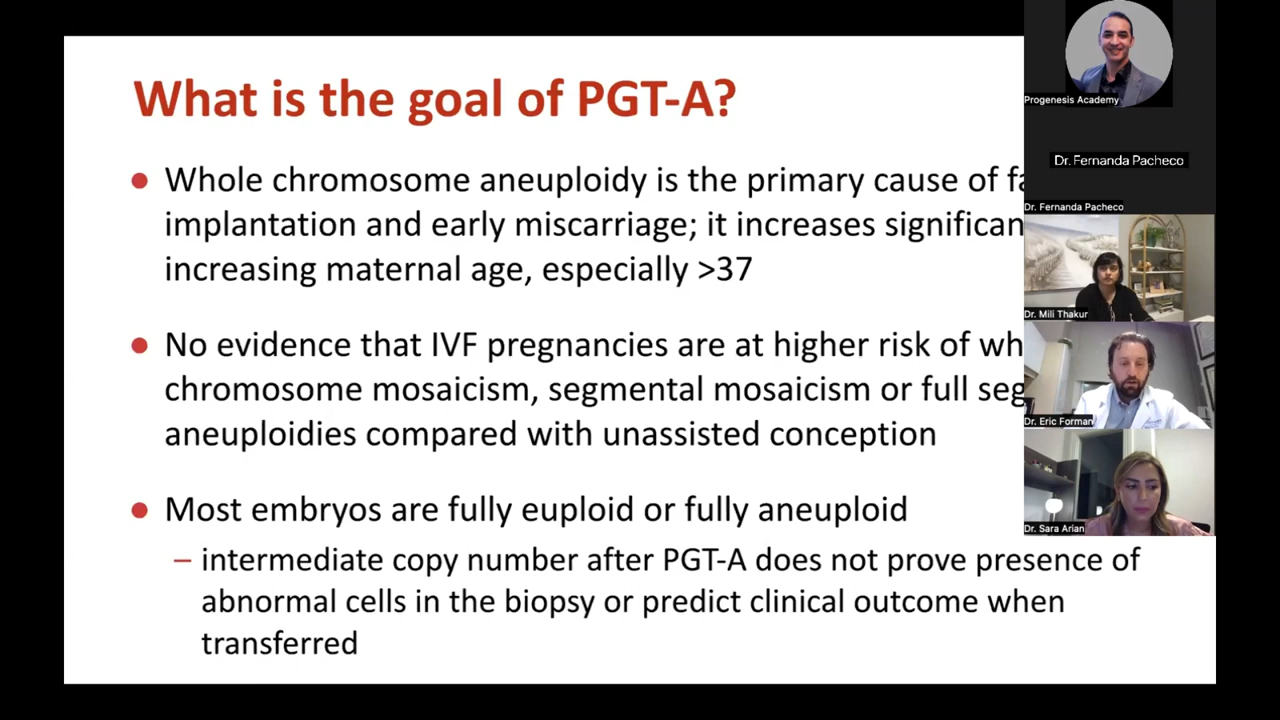 What is the goal of PGT-A?
Whole chromosome aneuploidy is the primary cause of
implantation and early miscarriage; it increases
increasing maternal age, especially >37
No evidence that IVF pregnancies are at higher risk of
chromosome mosaicism, segmental mosaicism or full
aneuploidies compared with unassisted conception
Most embryos are fully euploid or fully aneuploid
– intermediate copy number after PGT-A does not prove presence of
abnormal cells in the biopsy or predict clinical outcome when
transferred
Progenesis Academy
Dr. Fernanda Pacheco
Dr. Fernanda Pacheco
Dr. Mili Thakur
Dr. Eric Forman
Dr. Sara Arian